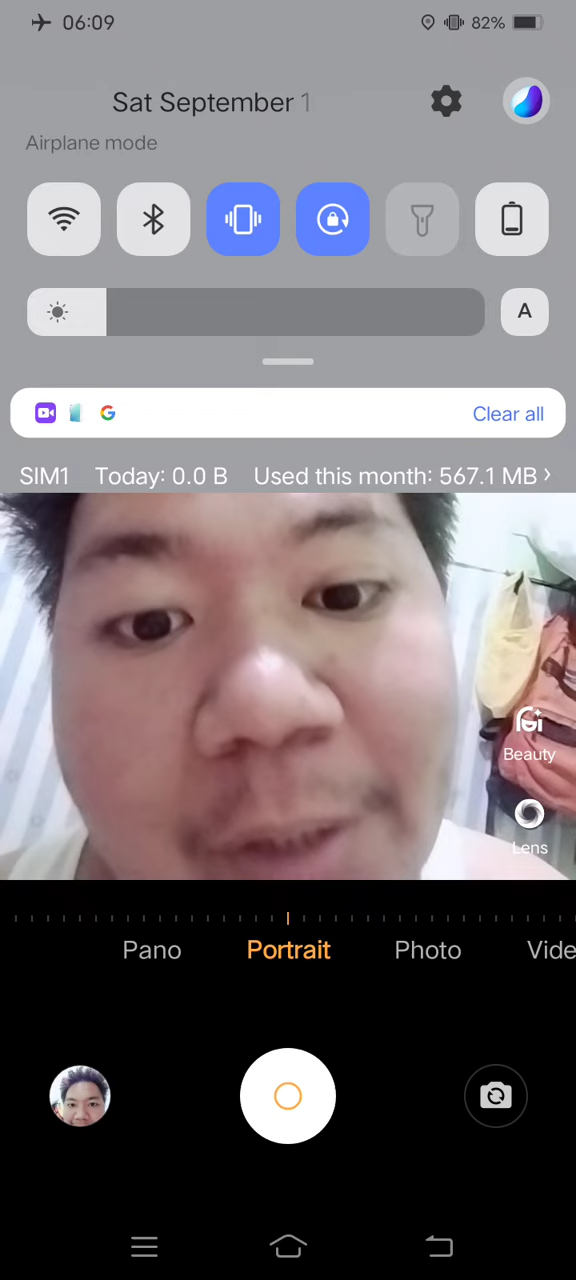 06:09
82%
Sat September 1
Airplane mode
A
Clear all
SIM1 Today: 0.0 B Used this month: 567.1 MB
Beauty
Lens
Pano Portrait Photo Vide